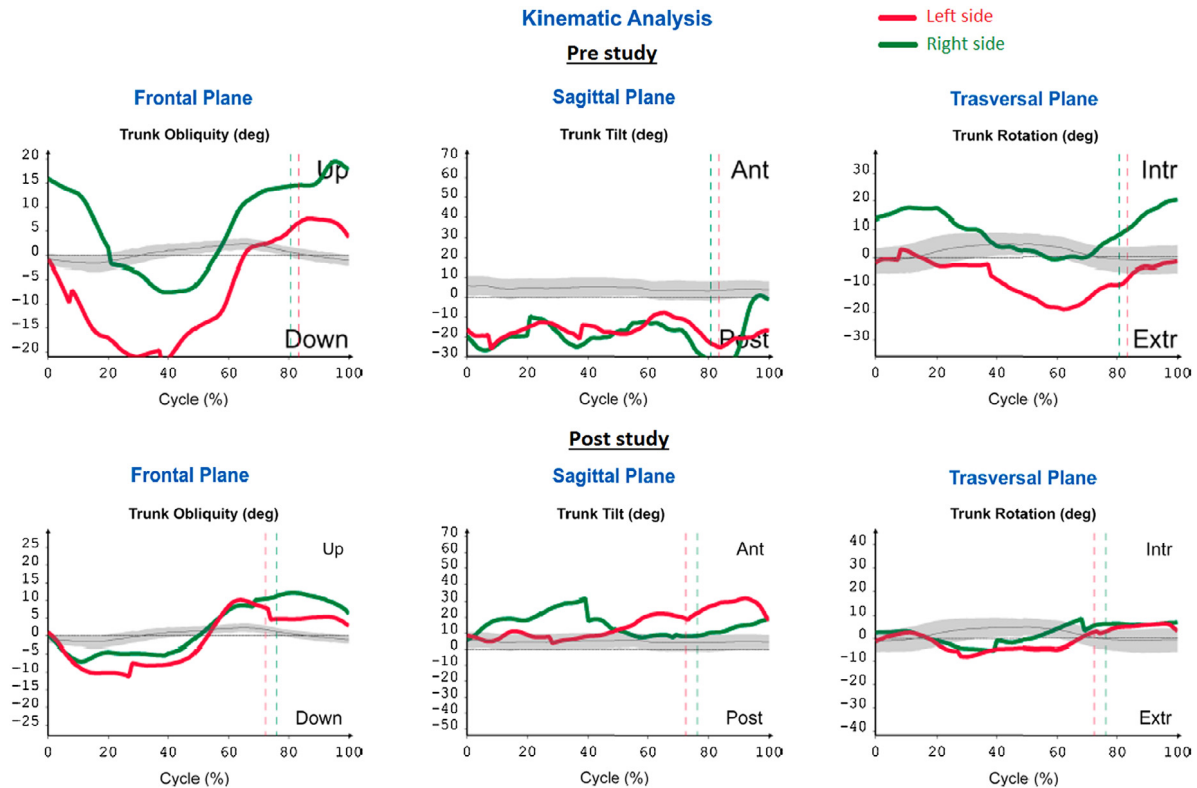 Kinematic Analysis
Left side
Right side
Pre study
Frontal Plane
Sagittal Plane
Trasversal Plane
Trunk Obliquity (deg)
20
15
10
5
0
-5
-10
-15
-20
Up
Down
0 20 40 60 80 100
Cycle (%)
Trunk Tilt (deg)
70
60
50
40
30
20
10
0
-10
-20
-30
Ant
Post
0 20 40 60 80 100
Cycle (%)
Trunk Rotation (deg)
30
20
10
0
-10
-20
-30
Intr
Extr
0 20 40 60 80 100
Cycle (%)
Post study
Frontal Plane
Sagittal Plane
Trasversal Plane
Trunk Obliquity (deg)
25
20
15
10
5
0
-5
-10
-15
-20
-25
Up
Down
0 20 40 60 80 100
Cycle (%)
Trunk Tilt (deg)
70
60
50
40
30
20
10
0
-10
-20
-30
-40
-50
Ant
Post
0 20 40 60 80 100
Cycle (%)
Trunk Rotation (deg)
40
30
20
10
0
-10
-20
-30
-40
Intr
Extr
0 20 40 60 80 100
Cycle (%)